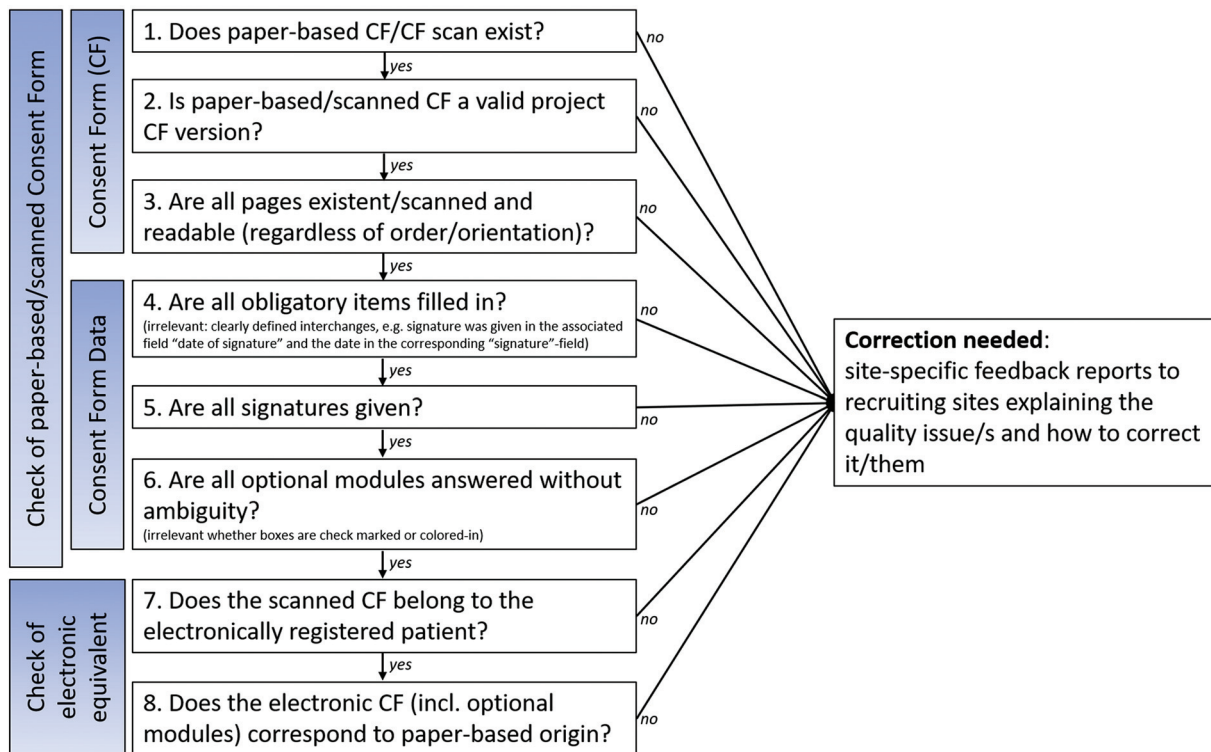 Check of paper-based/scanned Consent Form
Consent Form (CF)
1. Does paper-based CF/CF scan exist?
no
yes
2. Is paper-based/scanned CF a valid project
CF version?
no
yes
3. Are all pages existent/scanned and
readable (regardless of order/orientation)?
no
yes
Consent Form Data
4. Are all obligatory items filled in?
(irrelevant: clearly defined interchanges, e.g. signature was given in the associated
field “date of signature” and the date in the corresponding “signature”-field)
no
yes
5. Are all signatures given?
no
yes
6. Are all optional modules answered without
ambiguity?
(irrelevant whether boxes are check marked or colored-in)
no
yes
Check of
electronic
equivalent
7. Does the scanned CF belong to the
electronically registered patient?
no
yes
8. Does the electronic CF (incl. optional
modules) correspond to paper-based origin?
no
Correction needed:
site-specific feedback reports to
recruiting sites explaining the
quality issue/s and how to correct
it/them